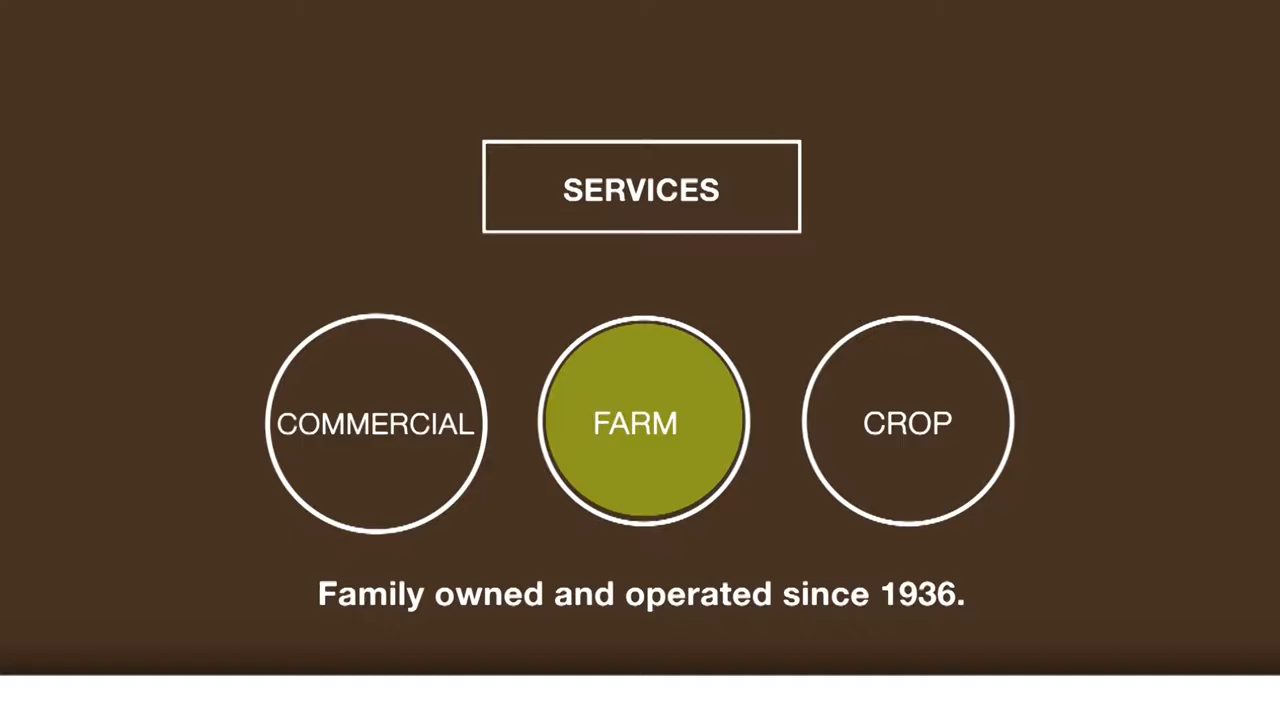 SERVICES
COMMERCIAL
FARM
CROP
Family owned and operated since 1936.